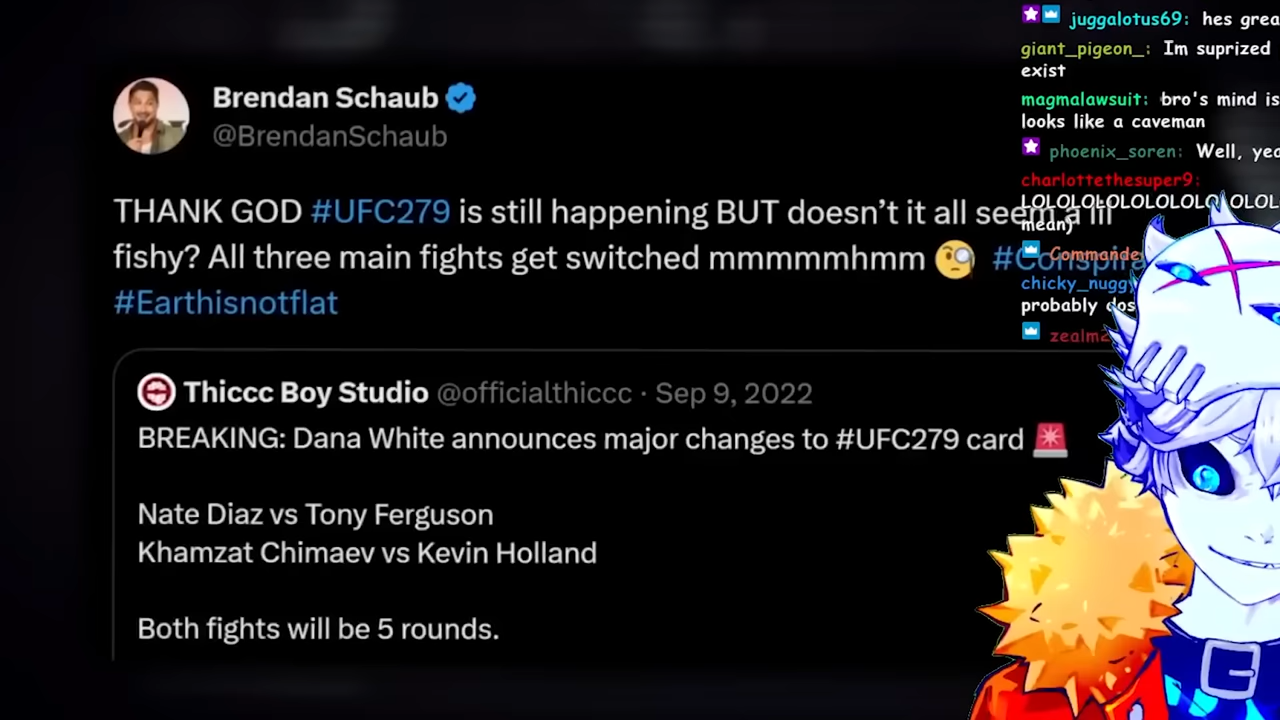 Brendan Schaub
@BrendanSchaub
THANK GOD #UFC279 is still happening BUT doesn't it all seem a lil
fishy? All three main fights get switched mmmmmhmm 🧐
#Earthisnotflat
Thiccc Boy Studio @officialthiccc · Sep 9, 2022
BREAKING: Dana White announces major changes to #UFC279 card 🚨
Nate Diaz vs Tony Ferguson
Khamzat Chimaev vs Kevin Holland
Both fights will be 5 rounds.
juggalotus69: hes
giant_pigeon_: Im suprized
exist
magmalawsuit: bro's mind is
looks like a caveman
phoenix_soren: Well,
charlottethesuper9:
mean)
probably